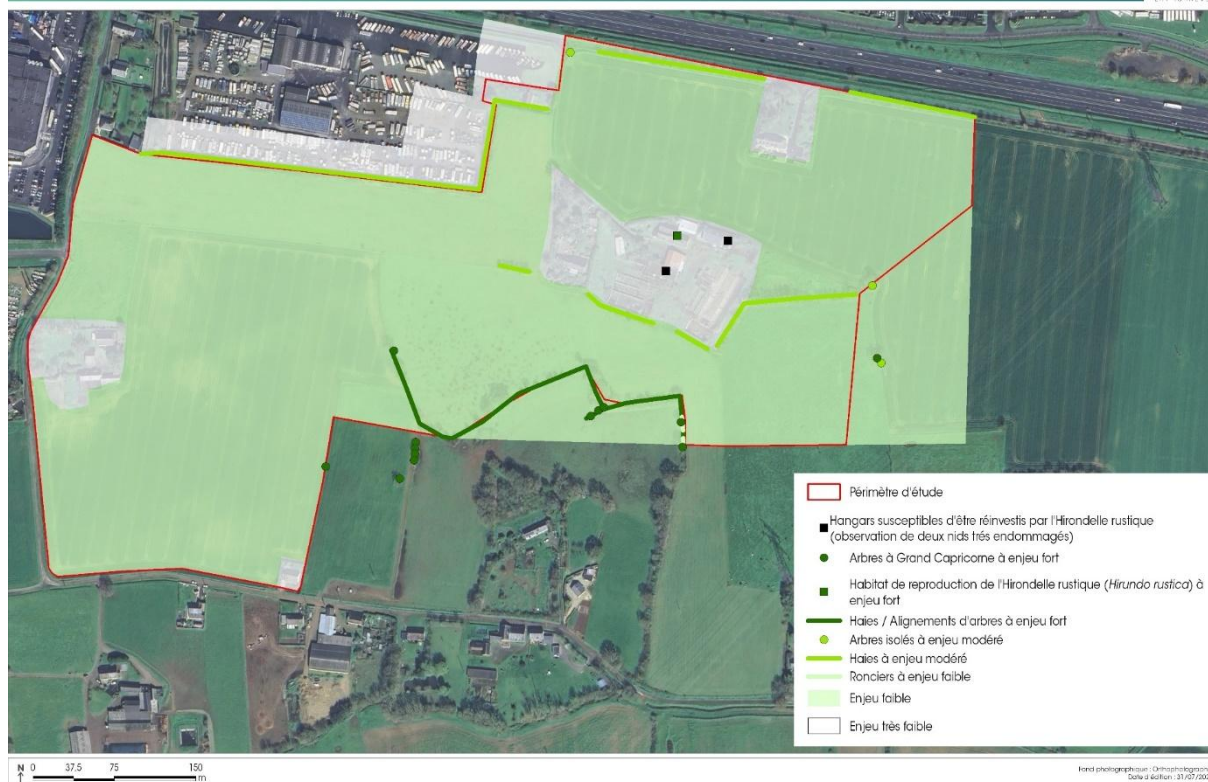 Périmètre d'étude
Hangars susceptibles d'être réinvestis par l'Hirondelle rustique
(observation de deux nids trés endommagés)
Arbres à Grand Capricorne à enjeu fort
Habitat de reproduction de l'Hirondelle rustique (Hirundo rustica) à
enjeu fort
Haies / Alignements d'arbres à enjeu fort
Arbres isolés à enjeu modéré
Haies à enjeu modéré
Ronciers à enjeu faible
Enjeu faible
Enjeu très faible
N 0 37.5 75 150
m
Fond photographique :
Date d'édition : 31/07/